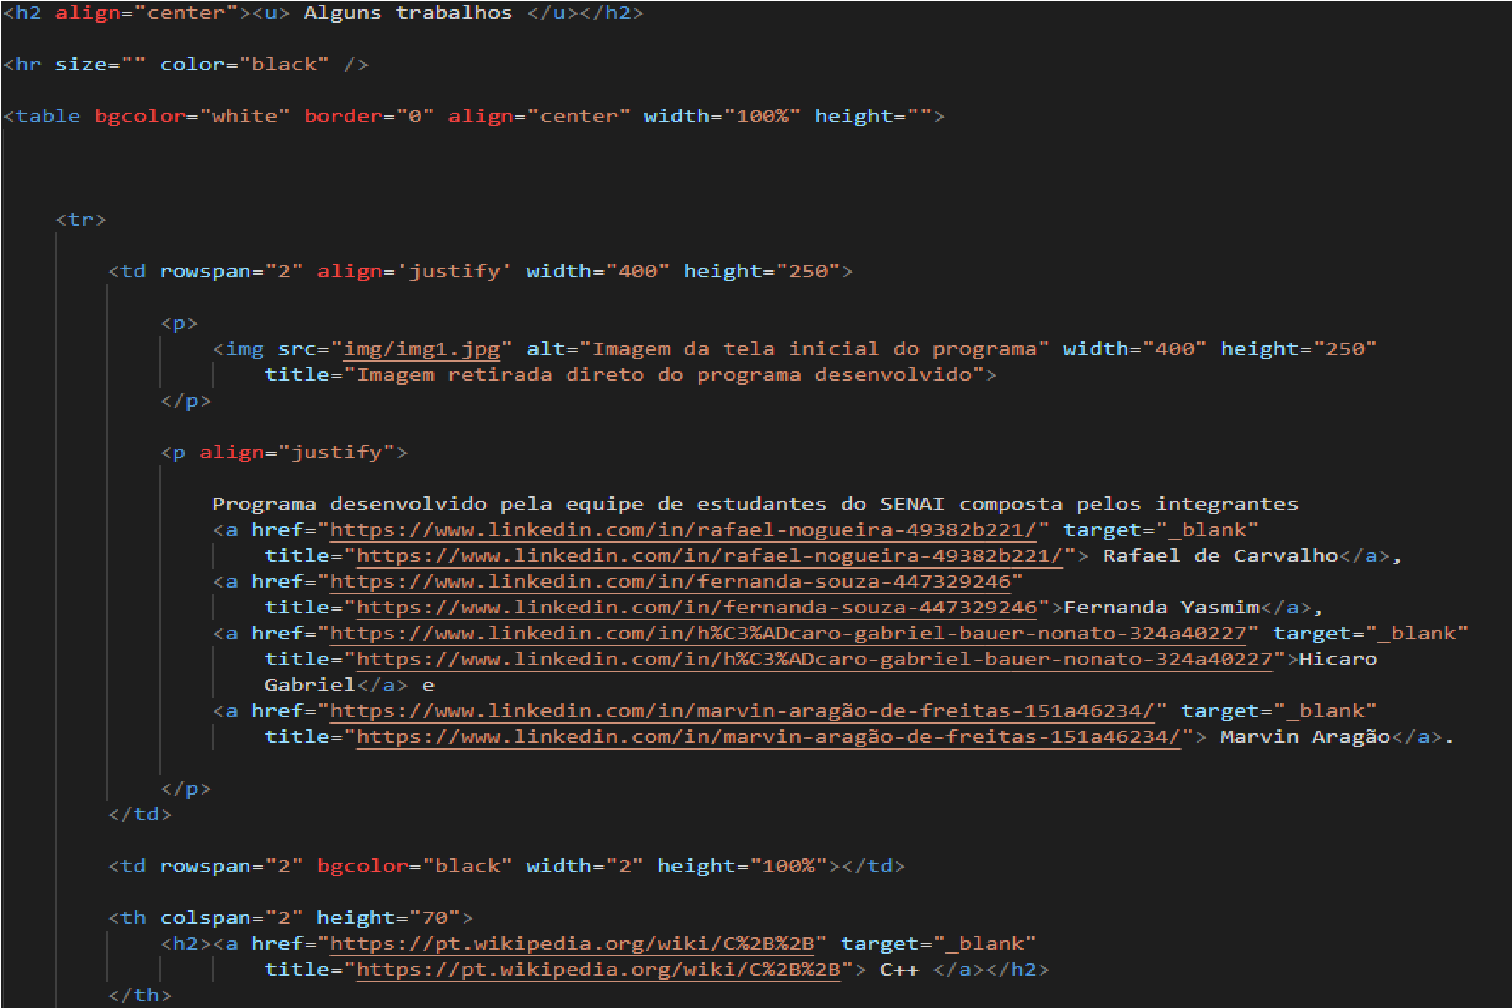 <h2 align="center"><u> Alguns trabalhos </u></h2>
<hr size="" color="black" />
<table bgcolor="white" border="0" align="center" width="100%" height="">
<tr>
<td rowspan="2" align='justify' width="400" height="250">
<p>
<img src="img/img1.jpg" alt="Imagem da tela inicial do programa" width="400" height="250"
title="Imagem retirada direto do programa desenvolvido">
</p>
<p align="justify">
Programa desenvolvido pela equipe de estudantes do SENAI composta pelos integrantes
<a href="https://www.linkedin.com/in/rafael-nogueira-49382b221/" target="_blank"
title="https://www.linkedin.com/in/rafael-nogueira-49382b221/"> Rafael de Carvalho</a>,
<a href="https://www.linkedin.com/in/fernanda-souza-447329246"
title="https://www.linkedin.com/in/fernanda-souza-447329246">Fernanda Yasmim</a>,
<a href="https://www.linkedin.com/in/h%C3%ADcaro-gabriel-bauer-nonato-324a40227" target="_blank"
title="https://www.linkedin.com/in/h%C3%ADcaro-gabriel-bauer-nonato-324a40227">Hicaro
Gabriel</a> e
<a href="https://www.linkedin.com/in/marvin-aragão-de-freitas-151a46234/" target="_blank"
title="https://www.linkedin.com/in/marvin-aragão-de-freitas-151a46234/"> Marvin Aragão</a>.
</p>
</td>
<td rowspan="2" bgcolor="black" width="2" height="100%"></td>
<th colspan="2" height="70">
<h2><a href="https://pt.wikipedia.org/wiki/C%2B%2B" target="_blank"
title="https://pt.wikipedia.org/wiki/C%2B%2B"> C++ </a></h2>
</th>